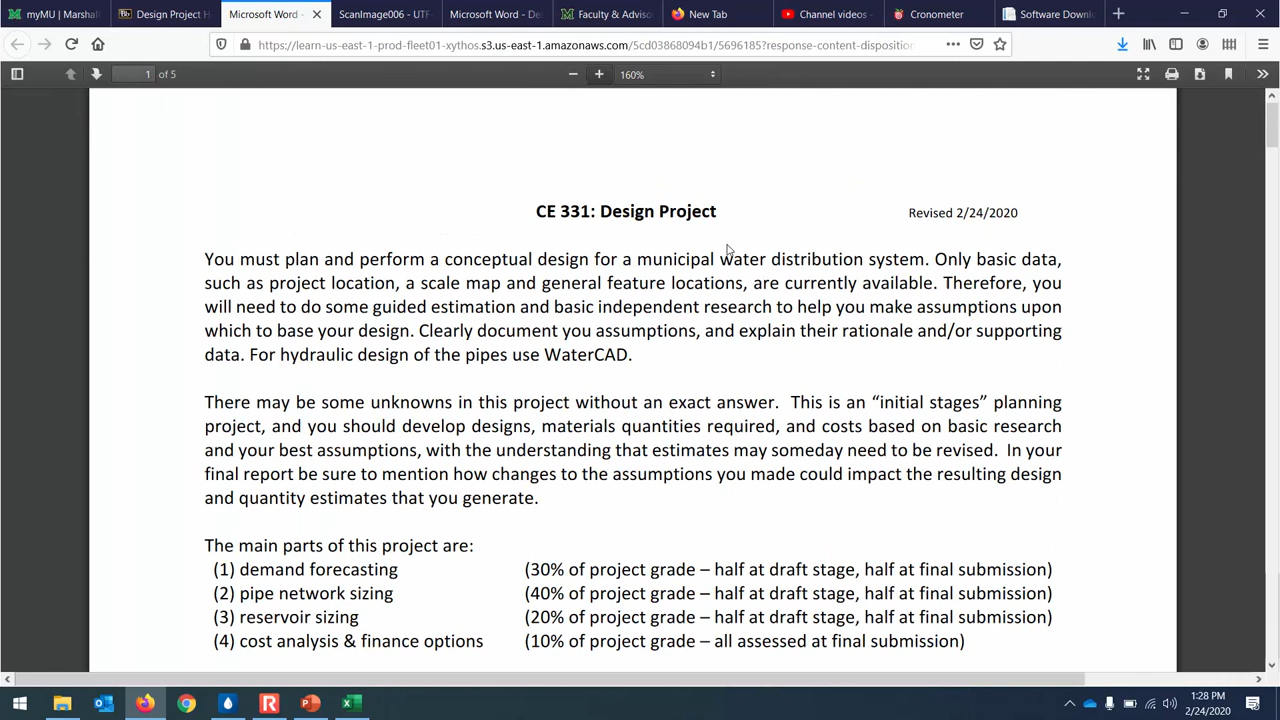 myMU | Marshal
Bb Design Project H
Microsoft Word -
ScanImage006 - UTF-
Microsoft Word - De
Faculty & Adviso
New Tab
Channel videos -
Cronometer
Software Downl
https://learn-us-east-1-prod-fleet01-xythos.s3.us-east-1.amazonaws.com/5cd03868094b1/5696185?response-content-disposition
1 of 5
160%
CE 331: Design Project
Revised 2/24/2020
You must plan and perform a conceptual design for a municipal water distribution system. Only basic data,
such as project location, a scale map and general feature locations, are currently available. Therefore, you
will need to do some guided estimation and basic independent research to help you make assumptions upon
which to base your design. Clearly document you assumptions, and explain their rationale and/or supporting
data. For hydraulic design of the pipes use WaterCAD.
There may be some unknowns in this project without an exact answer. This is an “initial stages” planning
project, and you should develop designs, materials quantities required, and costs based on basic research
and your best assumptions, with the understanding that estimates may someday need to be revised. In your
final report be sure to mention how changes to the assumptions you made could impact the resulting design
and quantity estimates that you generate.
The main parts of this project are:
(1) demand forecasting (30% of project grade – half at draft stage, half at final submission)
(2) pipe network sizing (40% of project grade – half at draft stage, half at final submission)
(3) reservoir sizing (20% of project grade – half at draft stage, half at final submission)
(4) cost analysis & finance options (10% of project grade – all assessed at final submission)
1:28 PM
2/24/2020